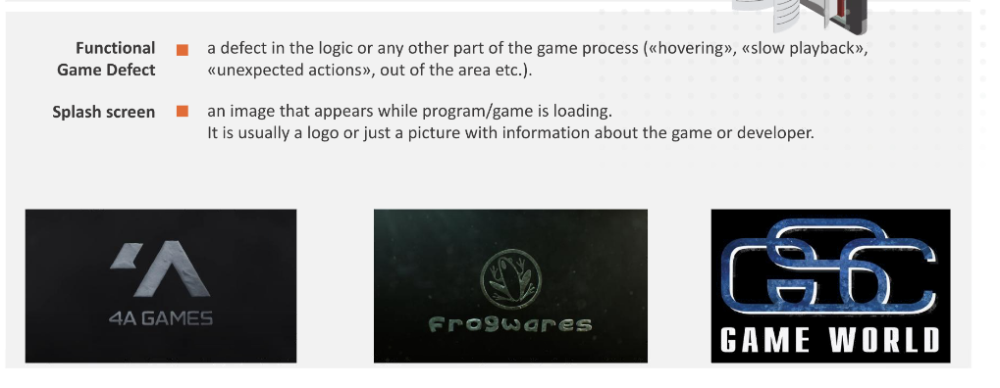 Functional
Game Defect
a defect in the logic or any other part of the game process («hovering», «slow playback»,
«unexpected actions», out of the area etc.).
Splash screen
an image that appears while program/game is loading.
It is usually a logo or just a picture with information about the game or developer.
4A GAMES
Frogwares
GSC
GAME WORLD